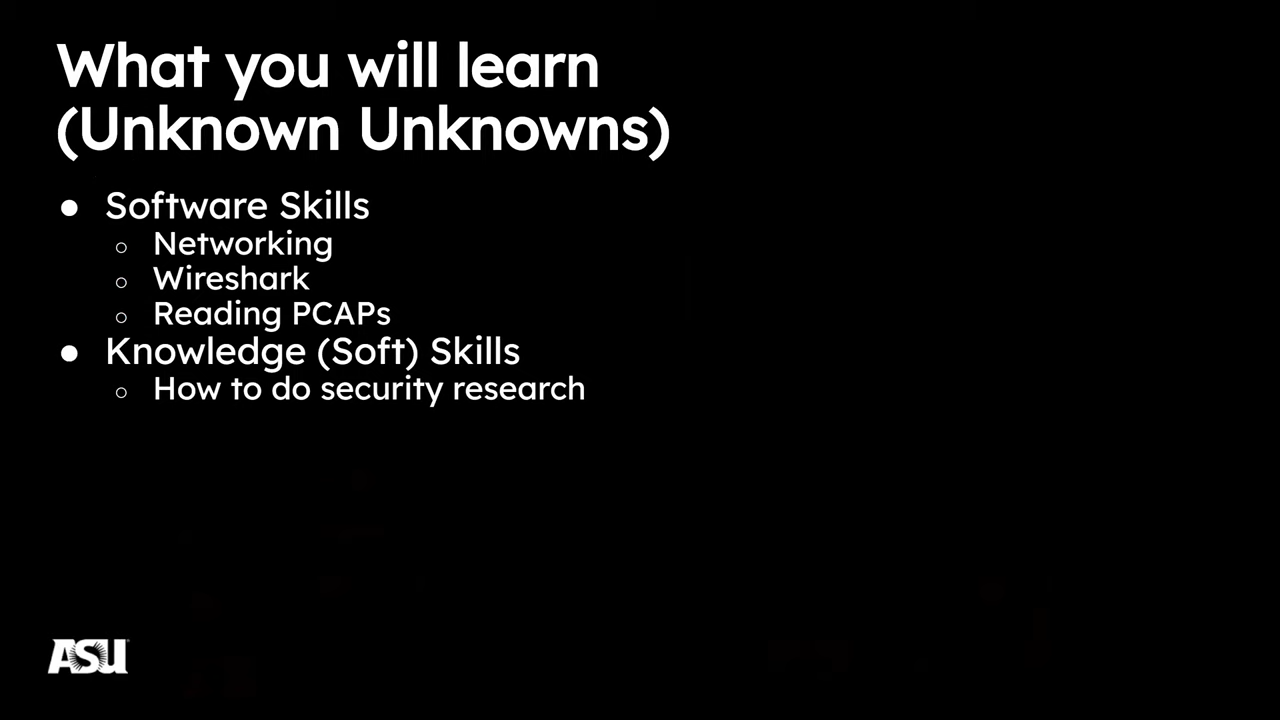 What you will learn
(Unknown Unknowns)
● Software Skills
○ Networking
○ Wireshark
○ Reading PCAPs
● Knowledge (Soft) Skills
○ How to do security research
ASU